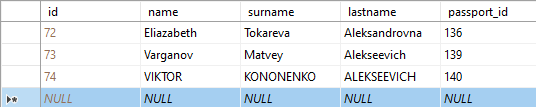 id name surname lastname passport_id
72 Eliazabeth Tokareva Aleksandrovna 136
73 Varganov Matvey Alekseevich 139
74 VIKTOR KONONENKO ALEKSEEVICH 140
NULL NULL NULL NULL NULL